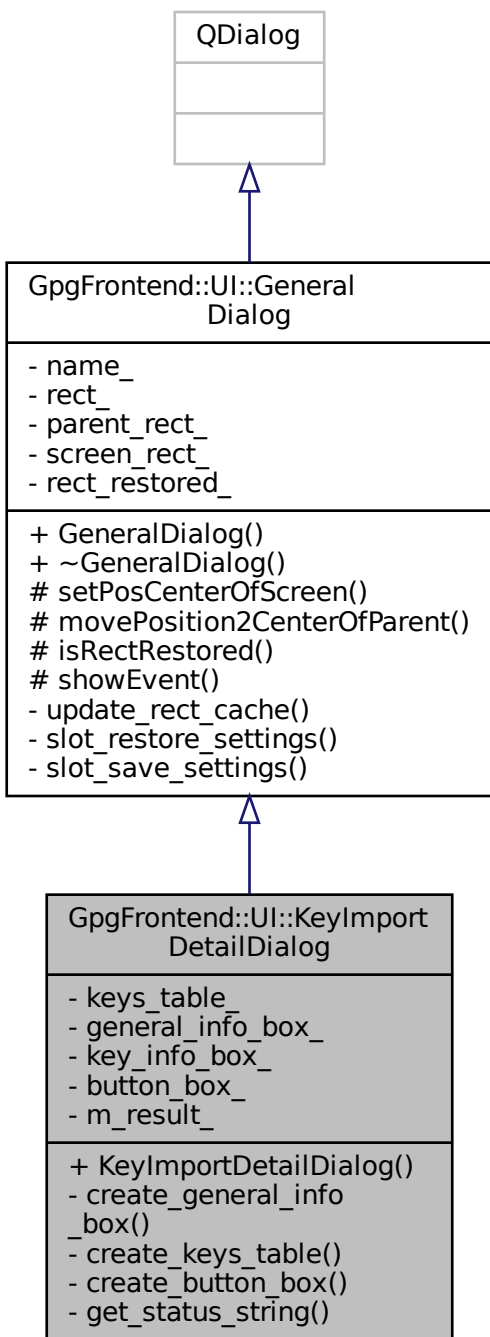 QDialog
GpgFrontend::UI::General
Dialog
- name_
- rect_
- parent_rect_
- screen_rect_
- rect_restored_
+ GeneralDialog()
+ ~GeneralDialog()
# setPosCenterOfScreen()
# movePosition2CenterOfParent()
# isRectRestored()
# showEvent()
- update_rect_cache()
- slot_restore_settings()
- slot_save_settings()
GpgFrontend::UI::KeyImport
DetailDialog
- keys_table_
- general_info_box_
- key_info_box_
- button_box_
- m_result_
+ KeyImportDetailDialog()
- create_general_info
_box()
- create_keys_table()
- create_button_box()
- get_status_string()